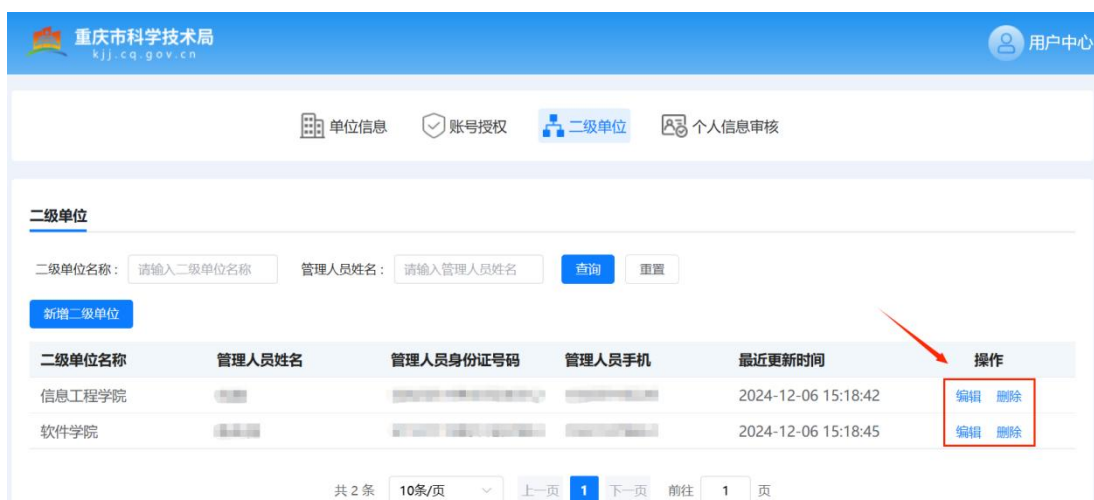 重庆市科学技术局
kjj.cq.gov.cn
用户中心
单位信息 账号授权 二级单位 个人信息审核
二级单位
二级单位名称： 请输入二级单位名称 管理人员姓名： 请输入管理人员姓名 查询 重置
新增二级单位
二级单位名称 管理人员姓名 管理人员身份证号码 管理人员手机 最近更新时间 操作
信息工程学院 2024-12-06 15:18:42 编辑 删除
软件学院 2024-12-06 15:18:45 编辑 删除
共 2 条 10条/页 上一页 1 下一页 前往 1 页